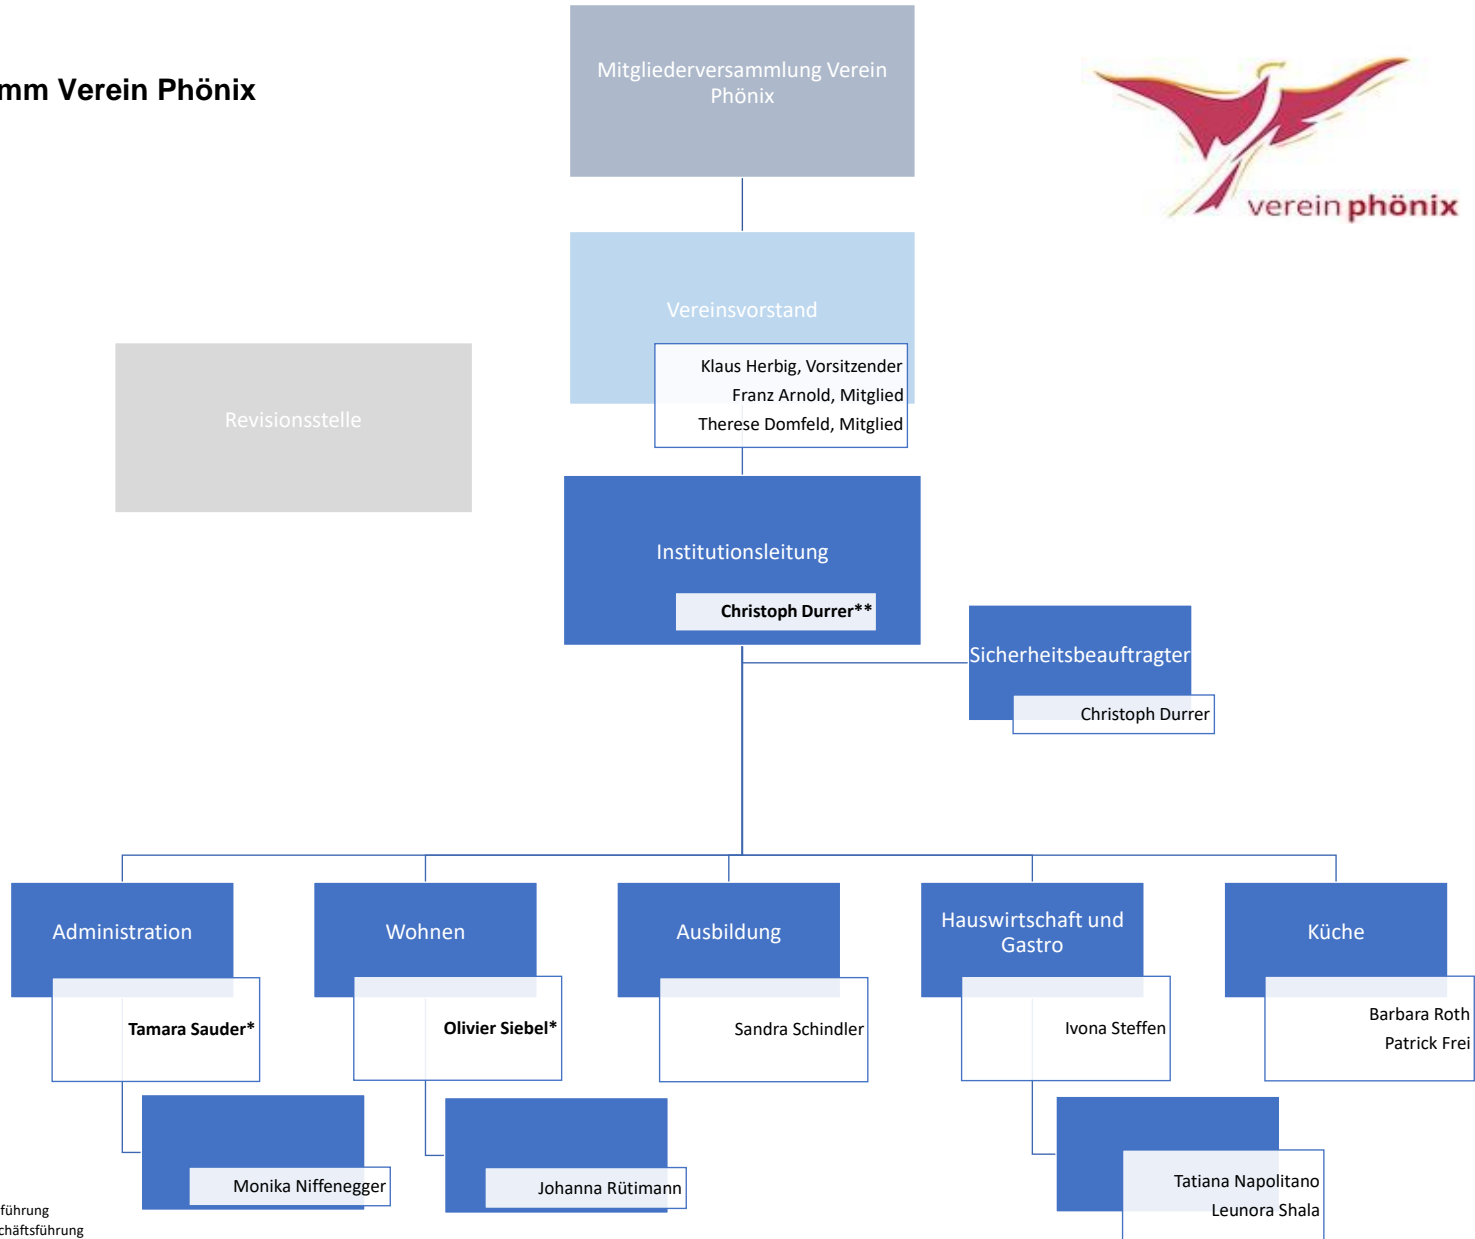 mm Verein Phönix
Mitgliederversammlung Verein
Phönix
verein phönix
Vereinsvorstand
Klaus Herbig, Vorsitzender
Franz Arnold, Mitglied
Therese Domfeld, Mitglied
Revisionsstelle
Institutionsleitung
Christoph Durrer**
Sicherheitsbeauftragter
Christoph Durrer
Administration
Tamara Sauder*
Monika Niffenegger
Wohnen
Olivier Siebel*
Johanna Rütimann
Ausbildung
Sandra Schindler
Hauswirtschaft und
Gastro
Ivona Steffen
Tatiana Napolitano
Leunora Shala
Küche
Barbara Roth
Patrick Frei
führung
chäftsführung